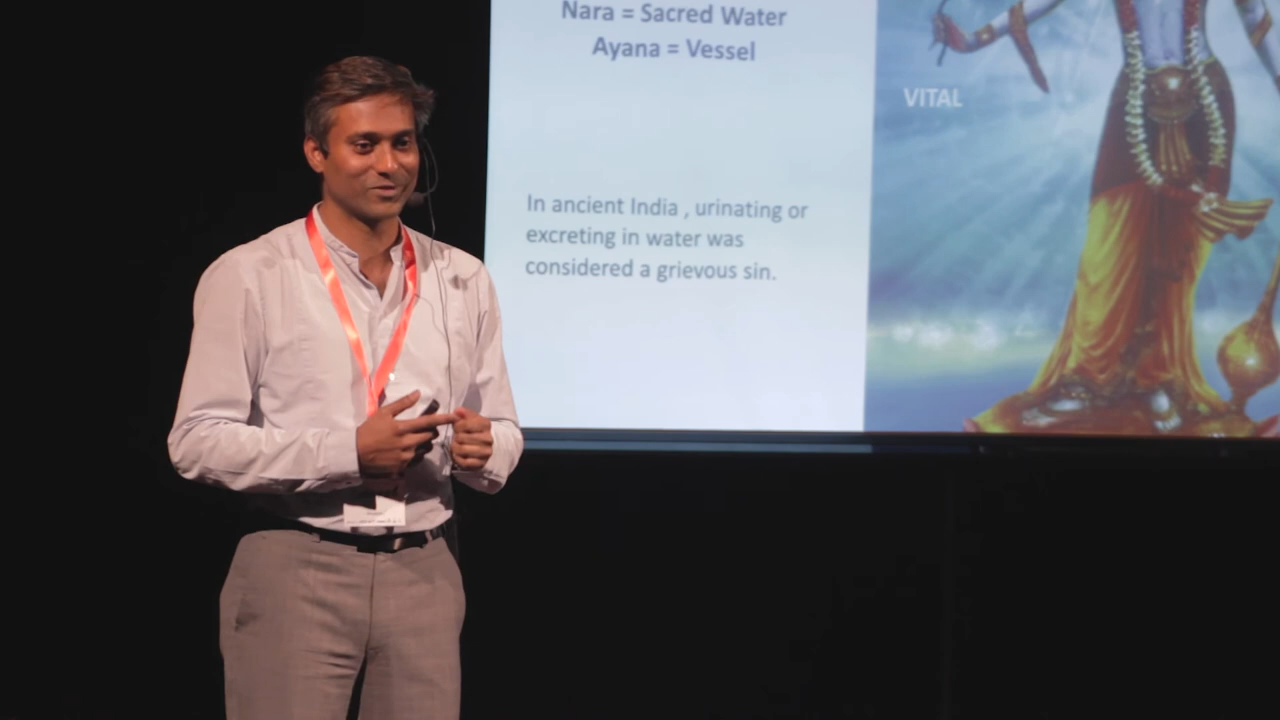 Nara = Sacred Water
Ayana = Vessel
In ancient India , urinating or
excreting in water was
considered a grievous sin.
VITAL